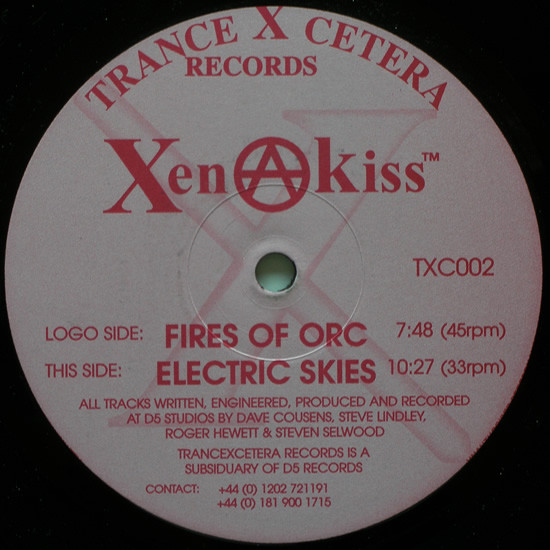 TRANCE X CETERA
RECORDS
XenAkiss™
TXC002
LOGO SIDE: FIRES OF ORC 7:48 (45rpm)
THIS SIDE: ELECTRIC SKIES 10:27 (33rpm)
ALL TRACKS WRITTEN, ENGINEERED, PRODUCED AND RECORDED
AT D5 STUDIOS BY DAVE COUSENS, STEVE LINDLEY,
ROGER HEWETT & STEVEN SELWOOD
TRANCEXCETERA RECORDS IS A
SUBSIDUARY OF D5 RECORDS
CONTACT: +44 (0) 1202 721191
+44 (0) 181 900 1715